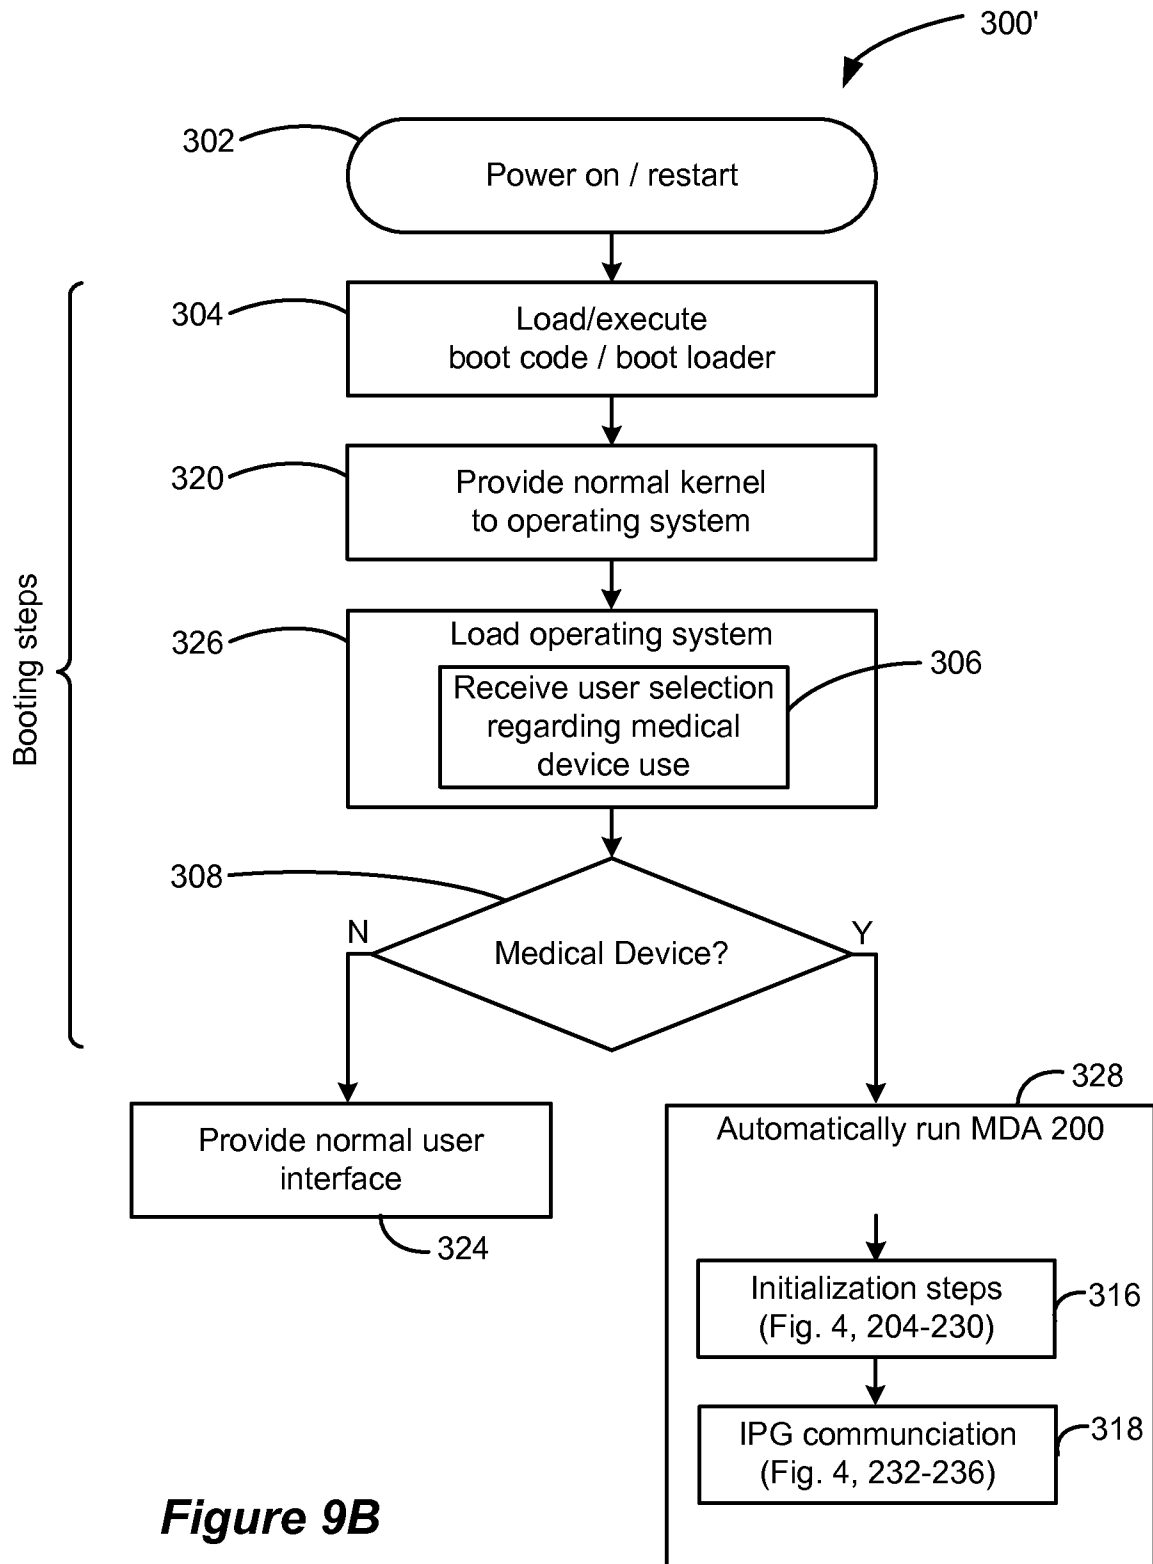 300'
302
Power on / restart
304
Load/execute
boot code / boot loader
320
Provide normal kernel
to operating system
Booting steps
326
Load operating system
306
Receive user selection
regarding medical
device use
308
N
Y
Medical Device?
328
Provide normal user
interface
324
Automatically run MDA 200
Initialization steps
(Fig. 4, 204-230)
316
IPG communciation
(Fig. 4, 232-236)
318
Figure 9B